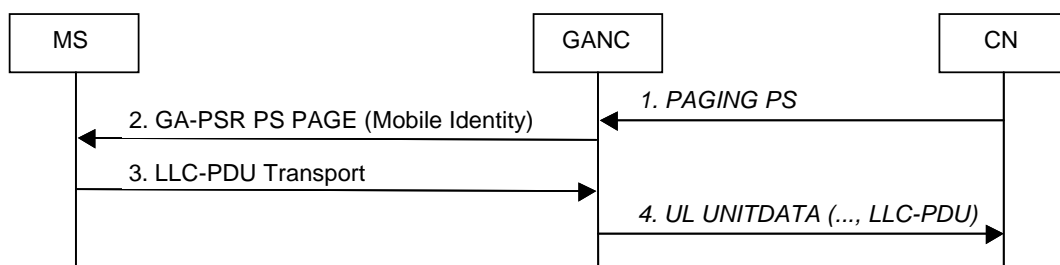 MS
GANC
CN
1. PAGING PS
2. GA-PSR PS PAGE (Mobile Identity)
3. LLC-PDU Transport
4. UL UNITDATA (..., LLC-PDU)